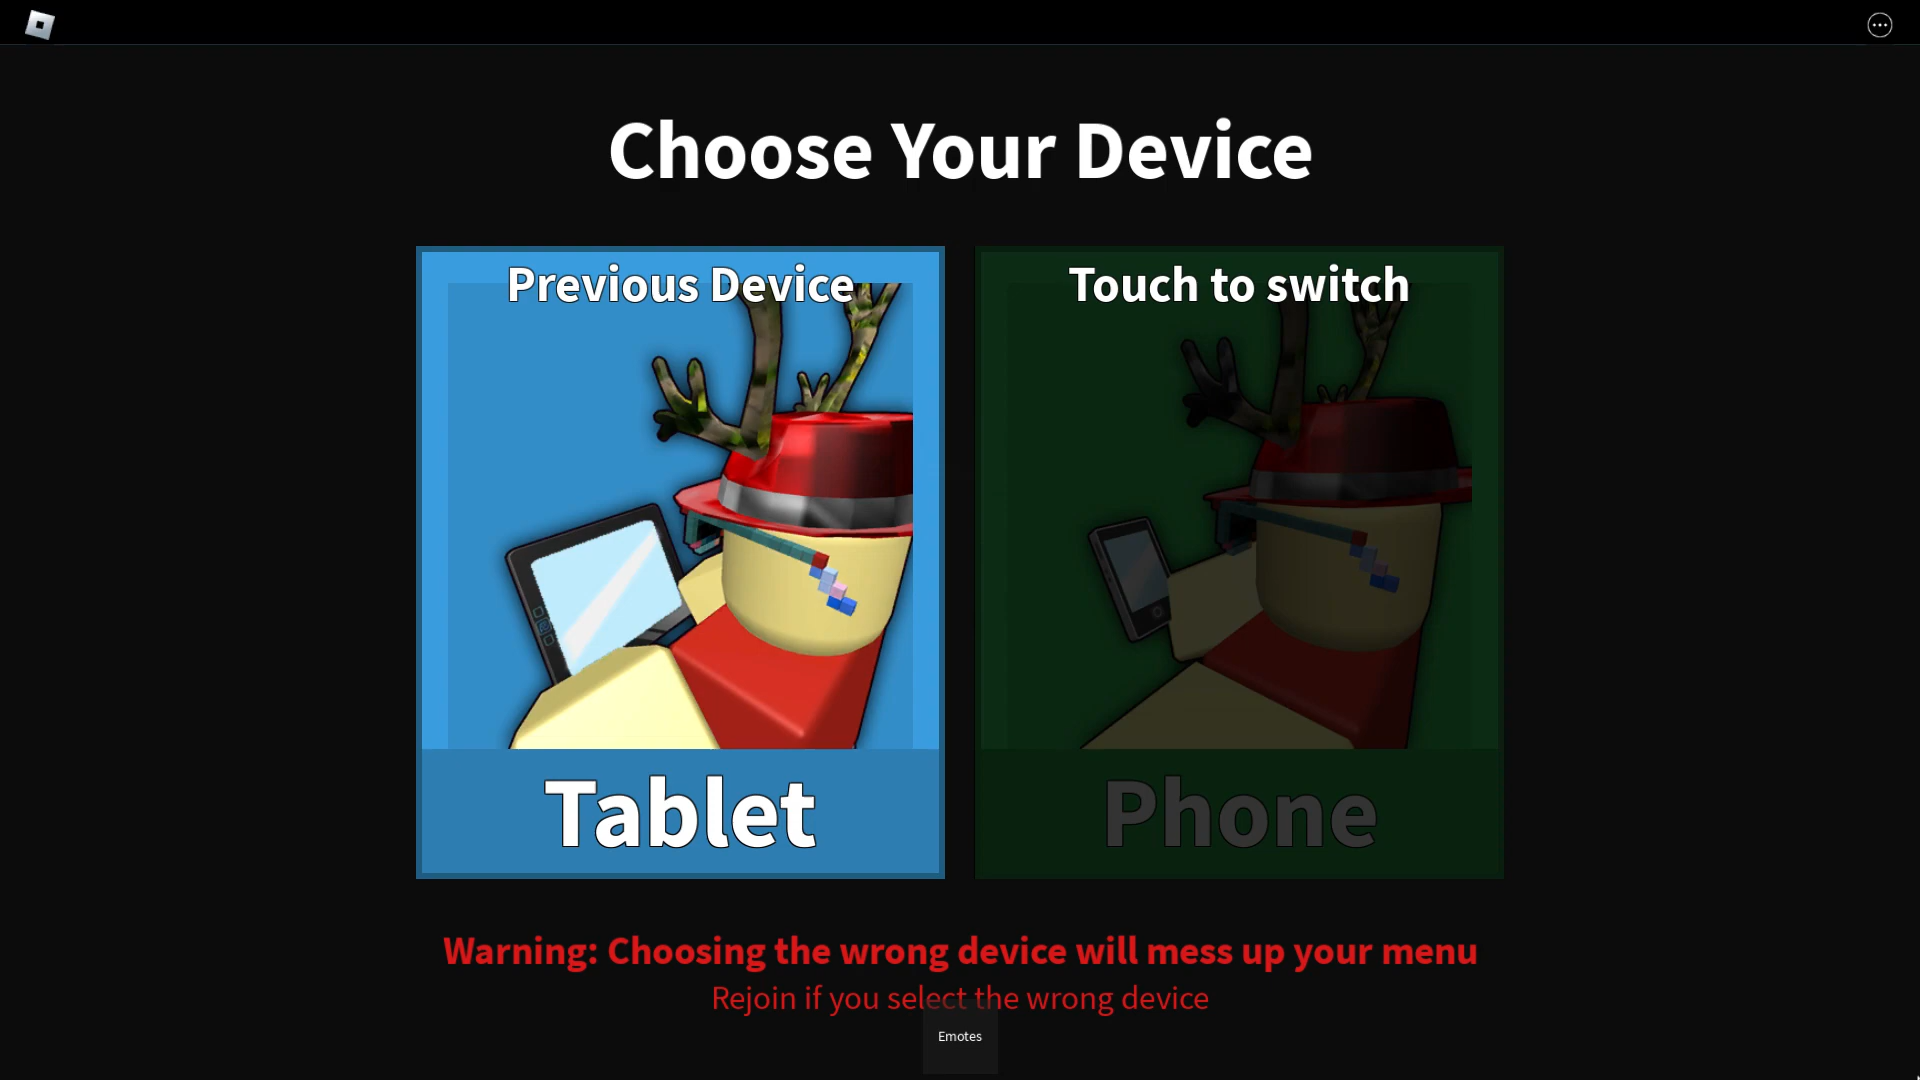 Choose Your Device
Previous Device
Touch to switch
Tablet
Phone
Warning: Choosing the wrong device will mess up your menu
Rejoin if you select the wrong device
Emotes